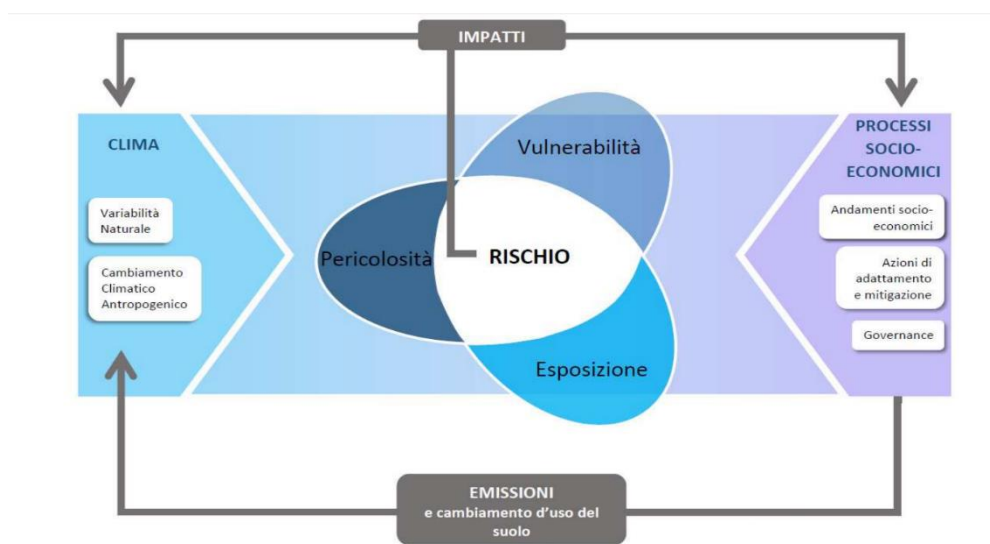 IMPATTI
CLIMA
Variabilità
Naturale
Cambiamento
Climatico
Antropogenico
Vulnerabilità
Pericolosità
RISCHIO
Esposizione
PROCESSI
SOCIO-
ECONOMICI
Andamenti socio-
economici
Azioni di
adattamento
e mitigazione
Governance
EMISSIONI
e cambiamento d'uso del
suolo